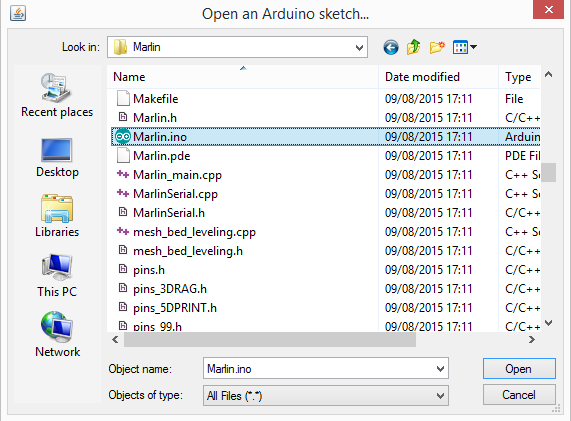 Open an Arduino sketch...
Look in: Marlin
Recent places
Desktop
Libraries
This PC
Network
Name Date modified Type
Makefile 09/08/2015 17:11 File
Marlin.h 09/08/2015 17:11 C/C++
Marlin.ino 09/08/2015 17:11 Arduin
Marlin.pde 09/08/2015 17:11 PDE Fil
Marlin_main.cpp 09/08/2015 17:11 C++ So
MarlinSerial.cpp 09/08/2015 17:11 C++ So
MarlinSerial.h 09/08/2015 17:11 C/C++
mesh_bed_leveling.cpp 09/08/2015 17:11 C++ So
mesh_bed_leveling.h 09/08/2015 17:11 C/C++
pins.h 09/08/2015 17:11 C/C++
pins_3DRAG.h 09/08/2015 17:11 C/C++
pins_5DPRINT.h 09/08/2015 17:11 C/C++
pins_99.h 09/08/2015 17:11 C/C++
Object name: Marlin.ino Open
Objects of type: All Files (*.*) Cancel